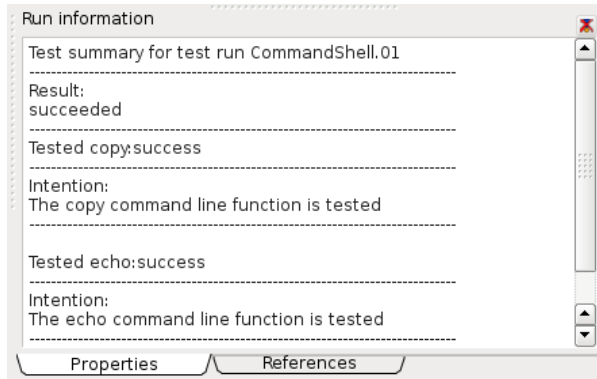 Run information
Test summary for test run CommandShell.01
--------------------------------------------------------------------------------
Result:
succeeded
--------------------------------------------------------------------------------
Tested copy:success
--------------------------------------------------------------------------------
Intention:
The copy command line function is tested
--------------------------------------------------------------------------------
Tested echo:success
--------------------------------------------------------------------------------
Intention:
The echo command line function is tested
--------------------------------------------------------------------------------
Properties
References